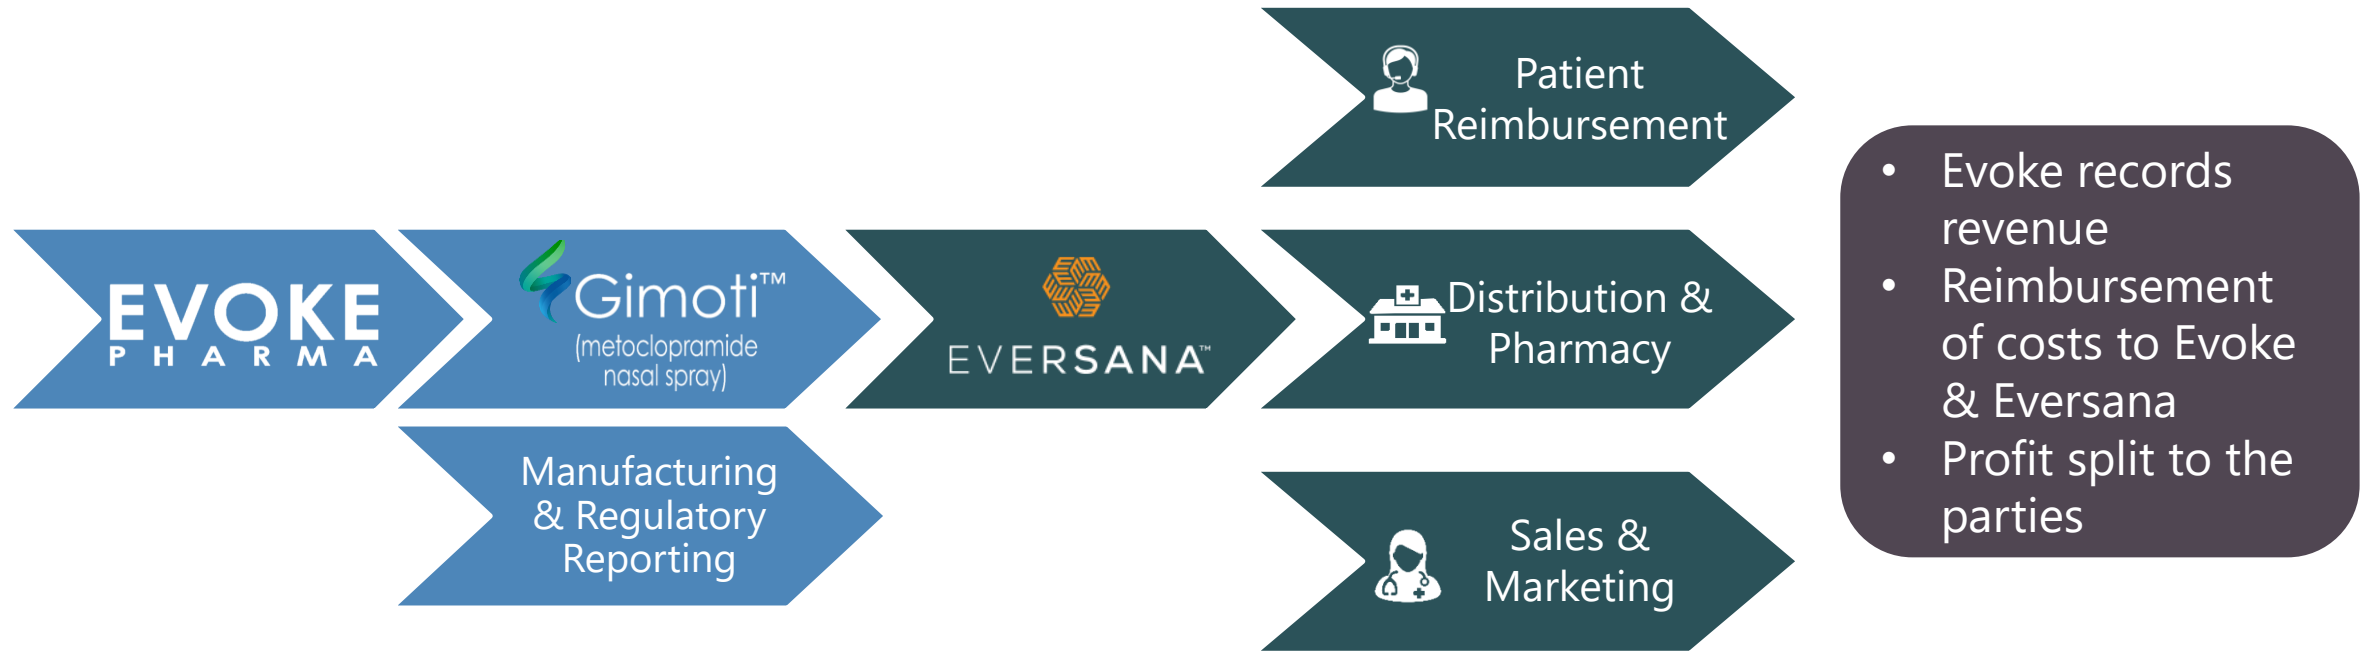 EVOKE
PHARMA
Gimoti™
(metoclopramide
nasal spray)
Manufacturing
& Regulatory
Reporting
EVERSANA™
Patient
Reimbursement
Distribution &
Pharmacy
Sales &
Marketing
• Evoke records
revenue
• Reimbursement
of costs to Evoke
& Eversana
• Profit split to the
parties